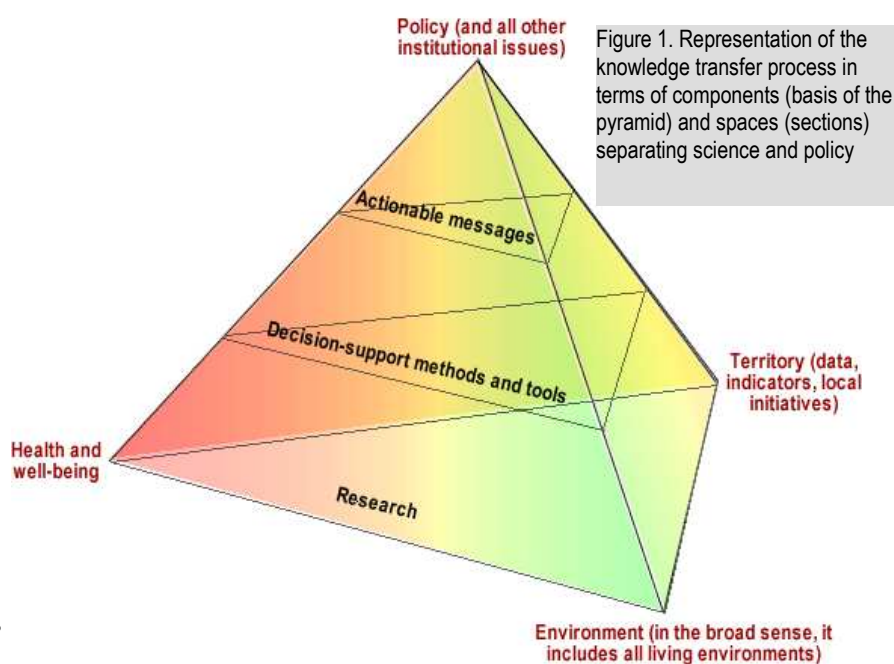 Policy (and all other
institutional issues)
Figure 1. Representation of the
knowledge transfer process in
terms of components (basis of the
pyramid) and spaces (sections)
separating science and policy
Actionable messages
Decision-support methods and tools
Territory (data,
indicators, local
initiatives)
Health and
well-being
Research
Environment (in the broad sense, it
includes all living environments)